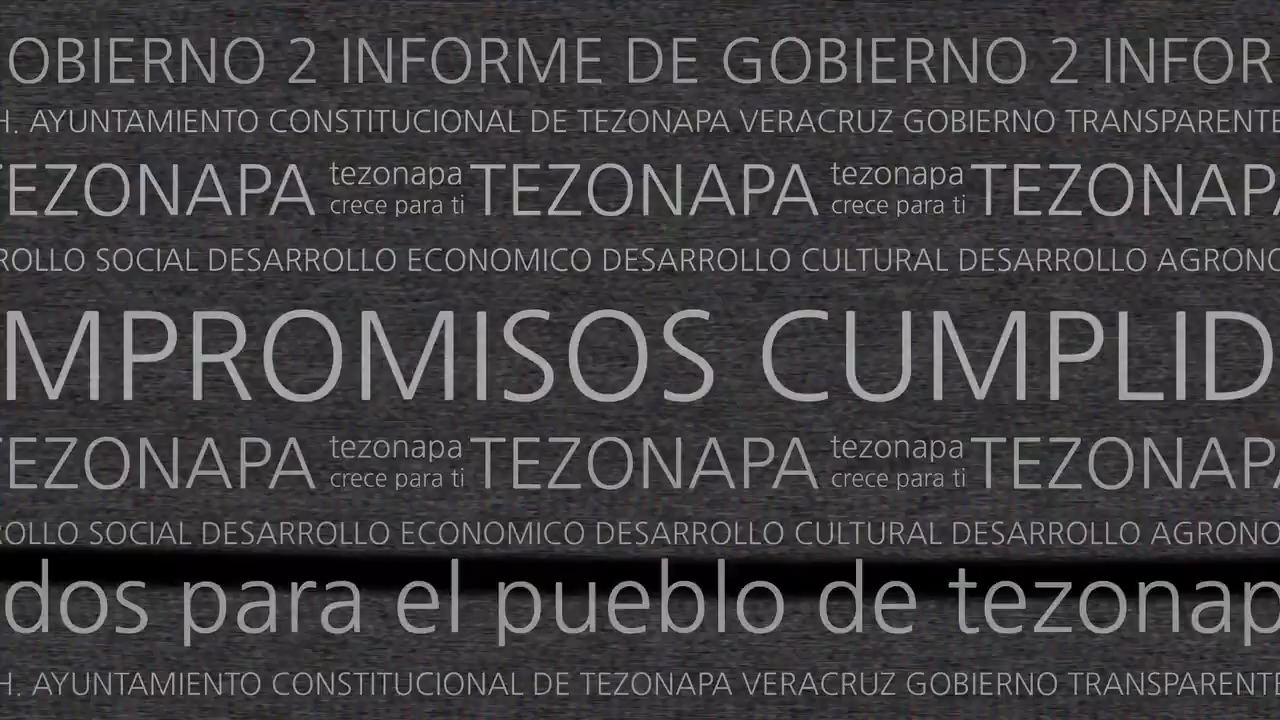 OBIERNO 2 INFORME DE GOBIERNO 2 INFOR
H. AYUNTAMIENTO CONSTITUCIONAL DE TEZONAPA VERACRUZ GOBIERNO TRANSPARENTE
TEZONAPA tezonapa crece para ti TEZONAPA tezonapa crece para ti TEZONAPA
ROLLO SOCIAL DESARROLLO ECONOMICO DESARROLLO CULTURAL DESARROLLO AGRONO
MPROMISOS CUMPLID
TEZONAPA tezonapa crece para ti TEZONAPA tezonapa crece para ti TEZONAPA
ROLLO SOCIAL DESARROLLO ECONOMICO DESARROLLO CULTURAL DESARROLLO AGRONO
dos para el pueblo de tezonap
H. AYUNTAMIENTO CONSTITUCIONAL DE TEZONAPA VERACRUZ GOBIERNO TRANSPARENTE